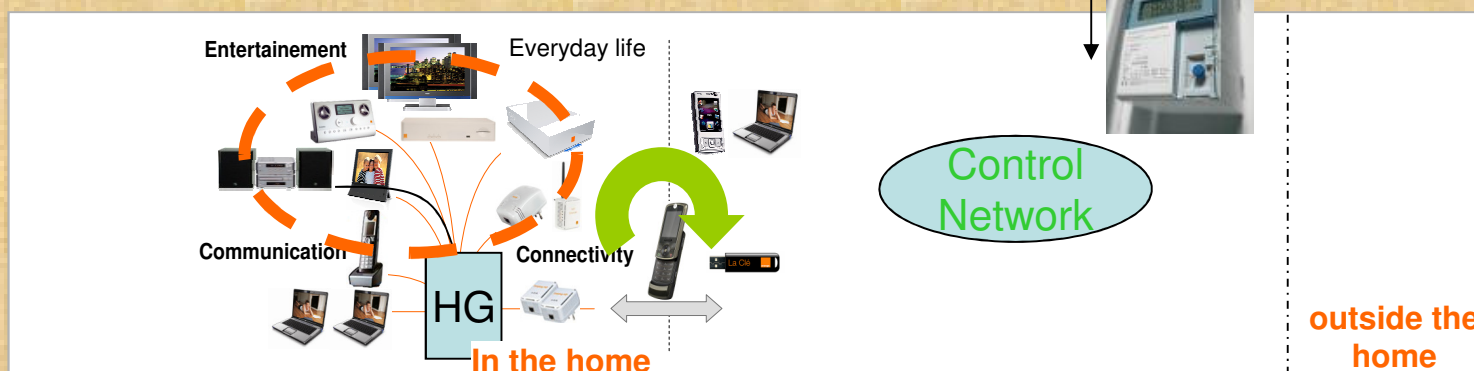 Entertainement
Everyday life
Control
Network
Communication
Connectivity
La Clé
HG
In the home
outside the
home